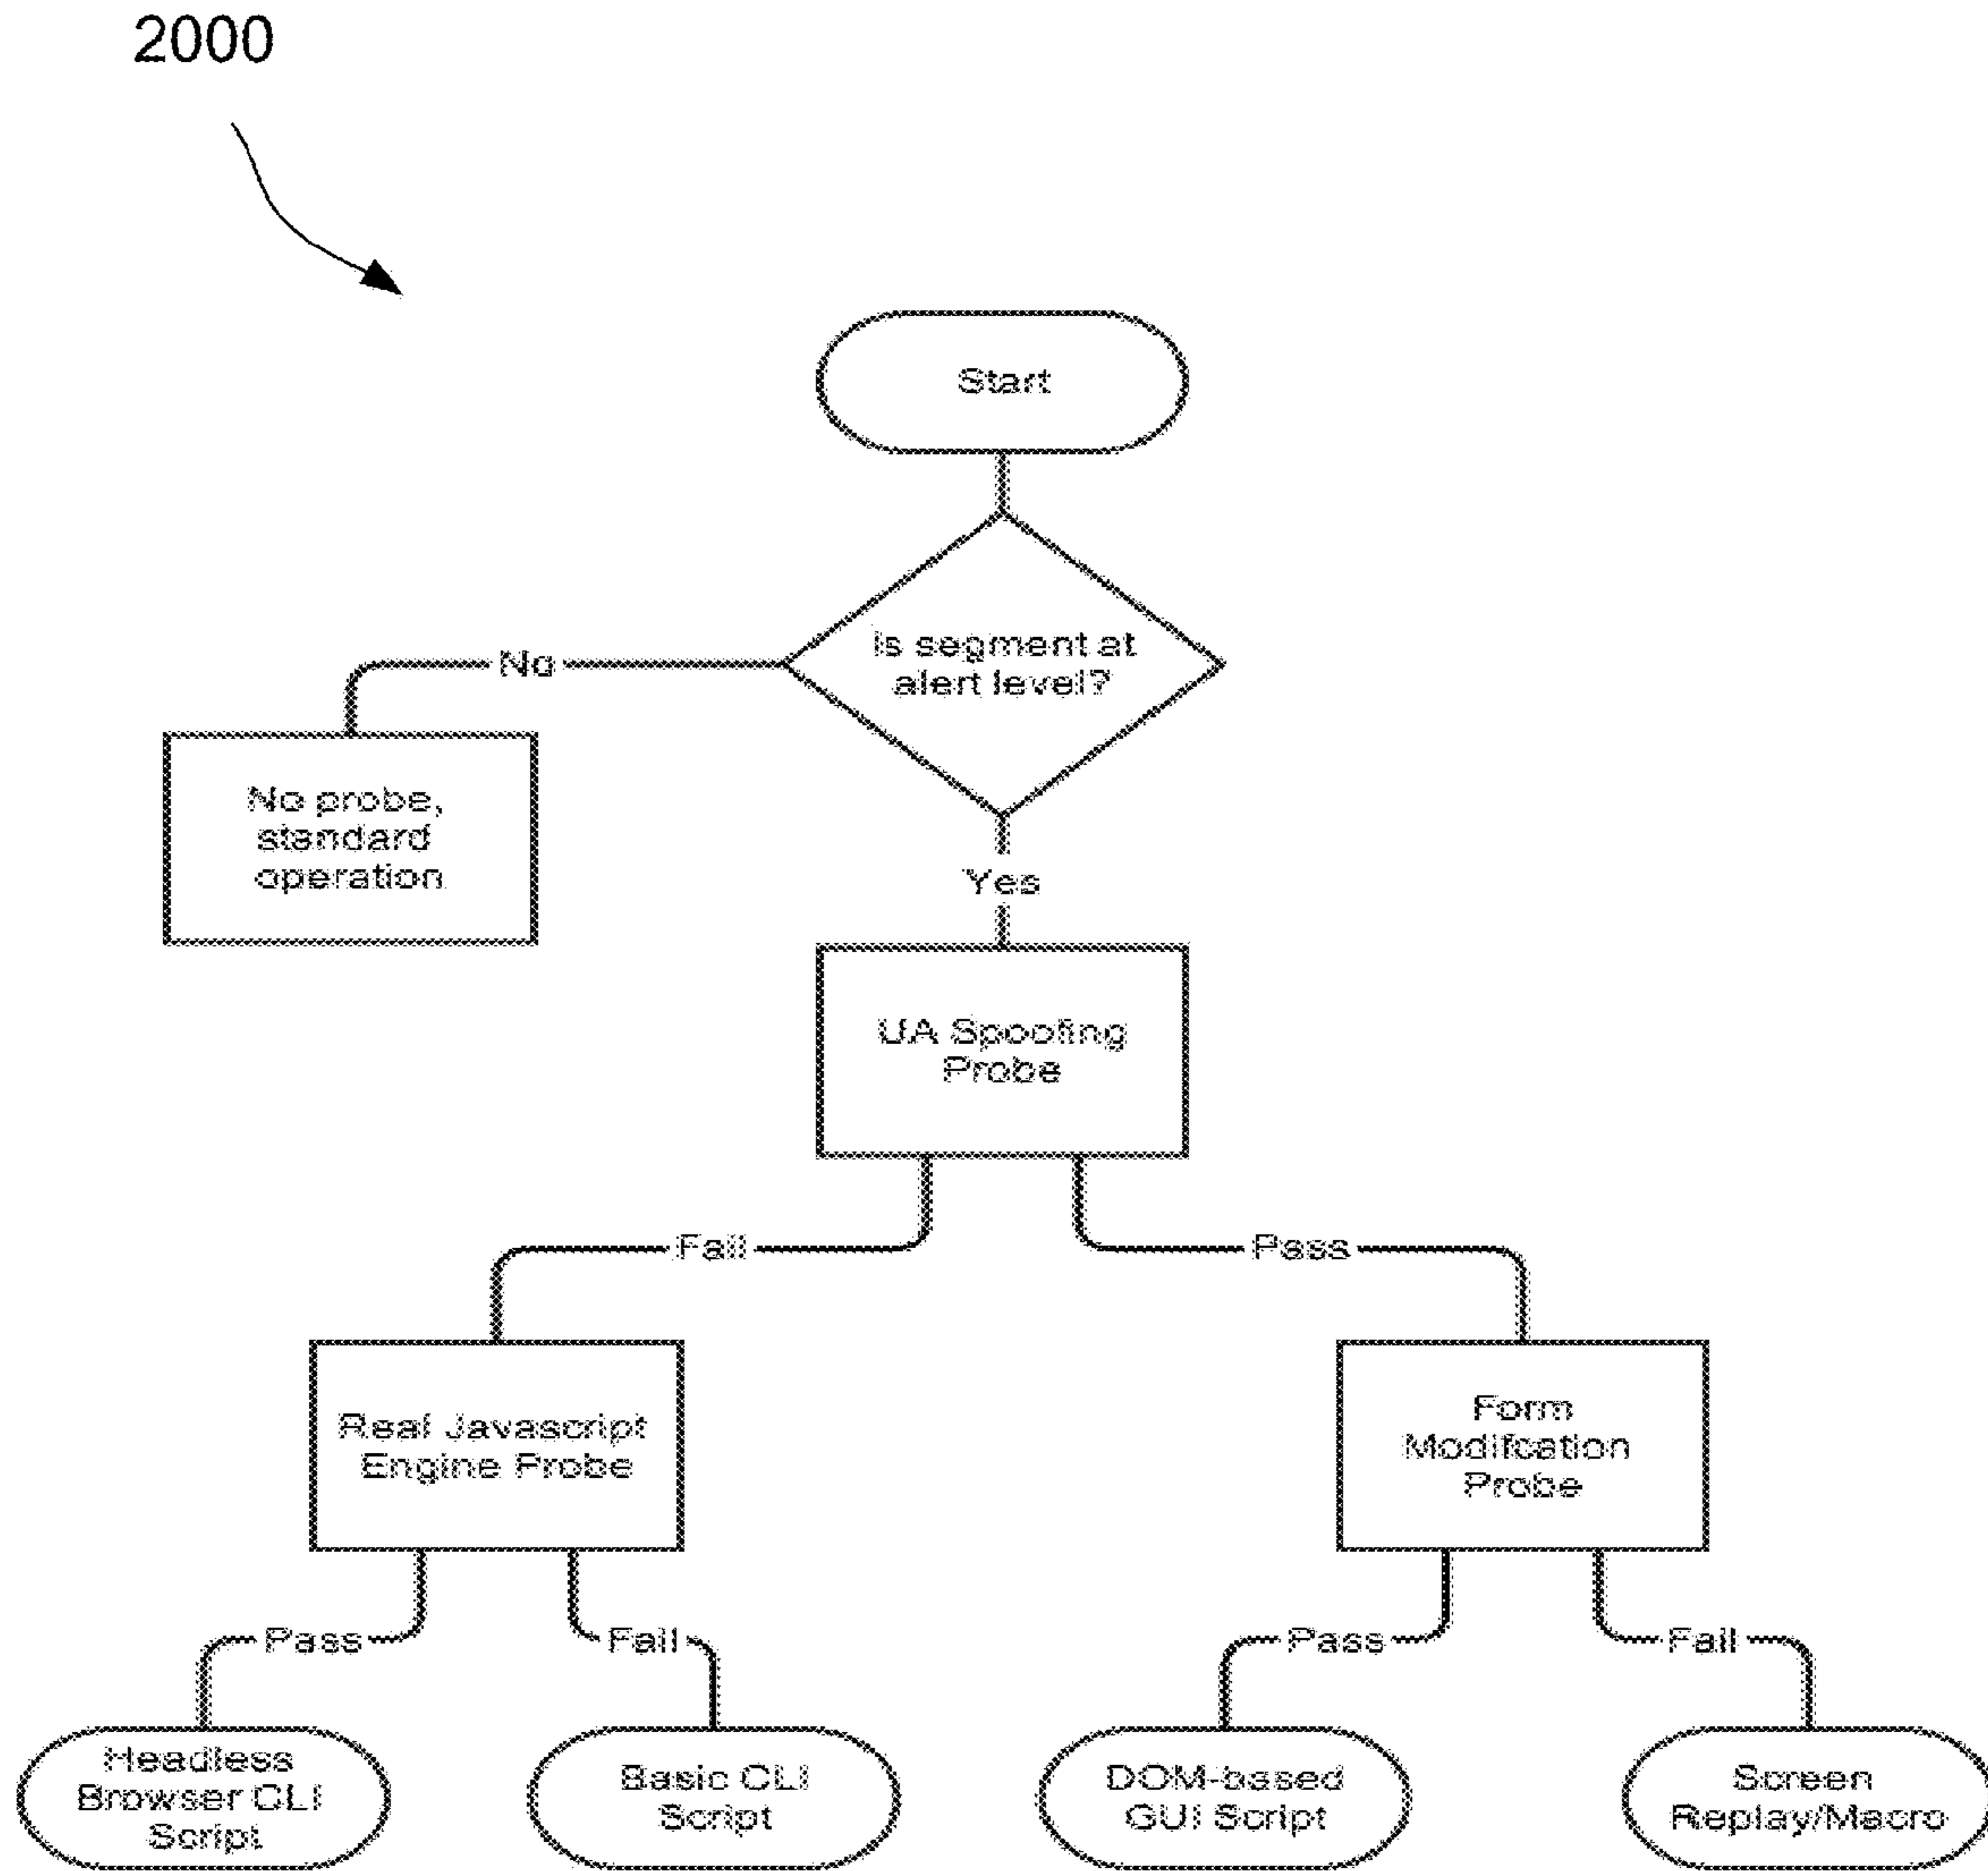 2000
Start
Is segment at
alert level?
No
No probe,
standard
operation
Yes
UA Spoofing
Probe
Fail
Pass
Real Javascript
Engine Probe
Form
Modifcation
Probe
Pass
Fail
Pass
Fail
Headless
Browser CLI
Script
Basic CLI
Script
DOM-based
GUI Script
Screen
Replay/Macro